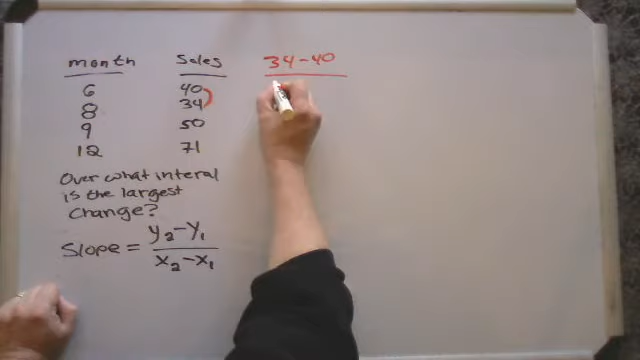 month Sales 34-40
6 40
8 34
9 50
12 71
Over what interal
is the largest
change?
Slope = y₂-y₁
x₂-x₁